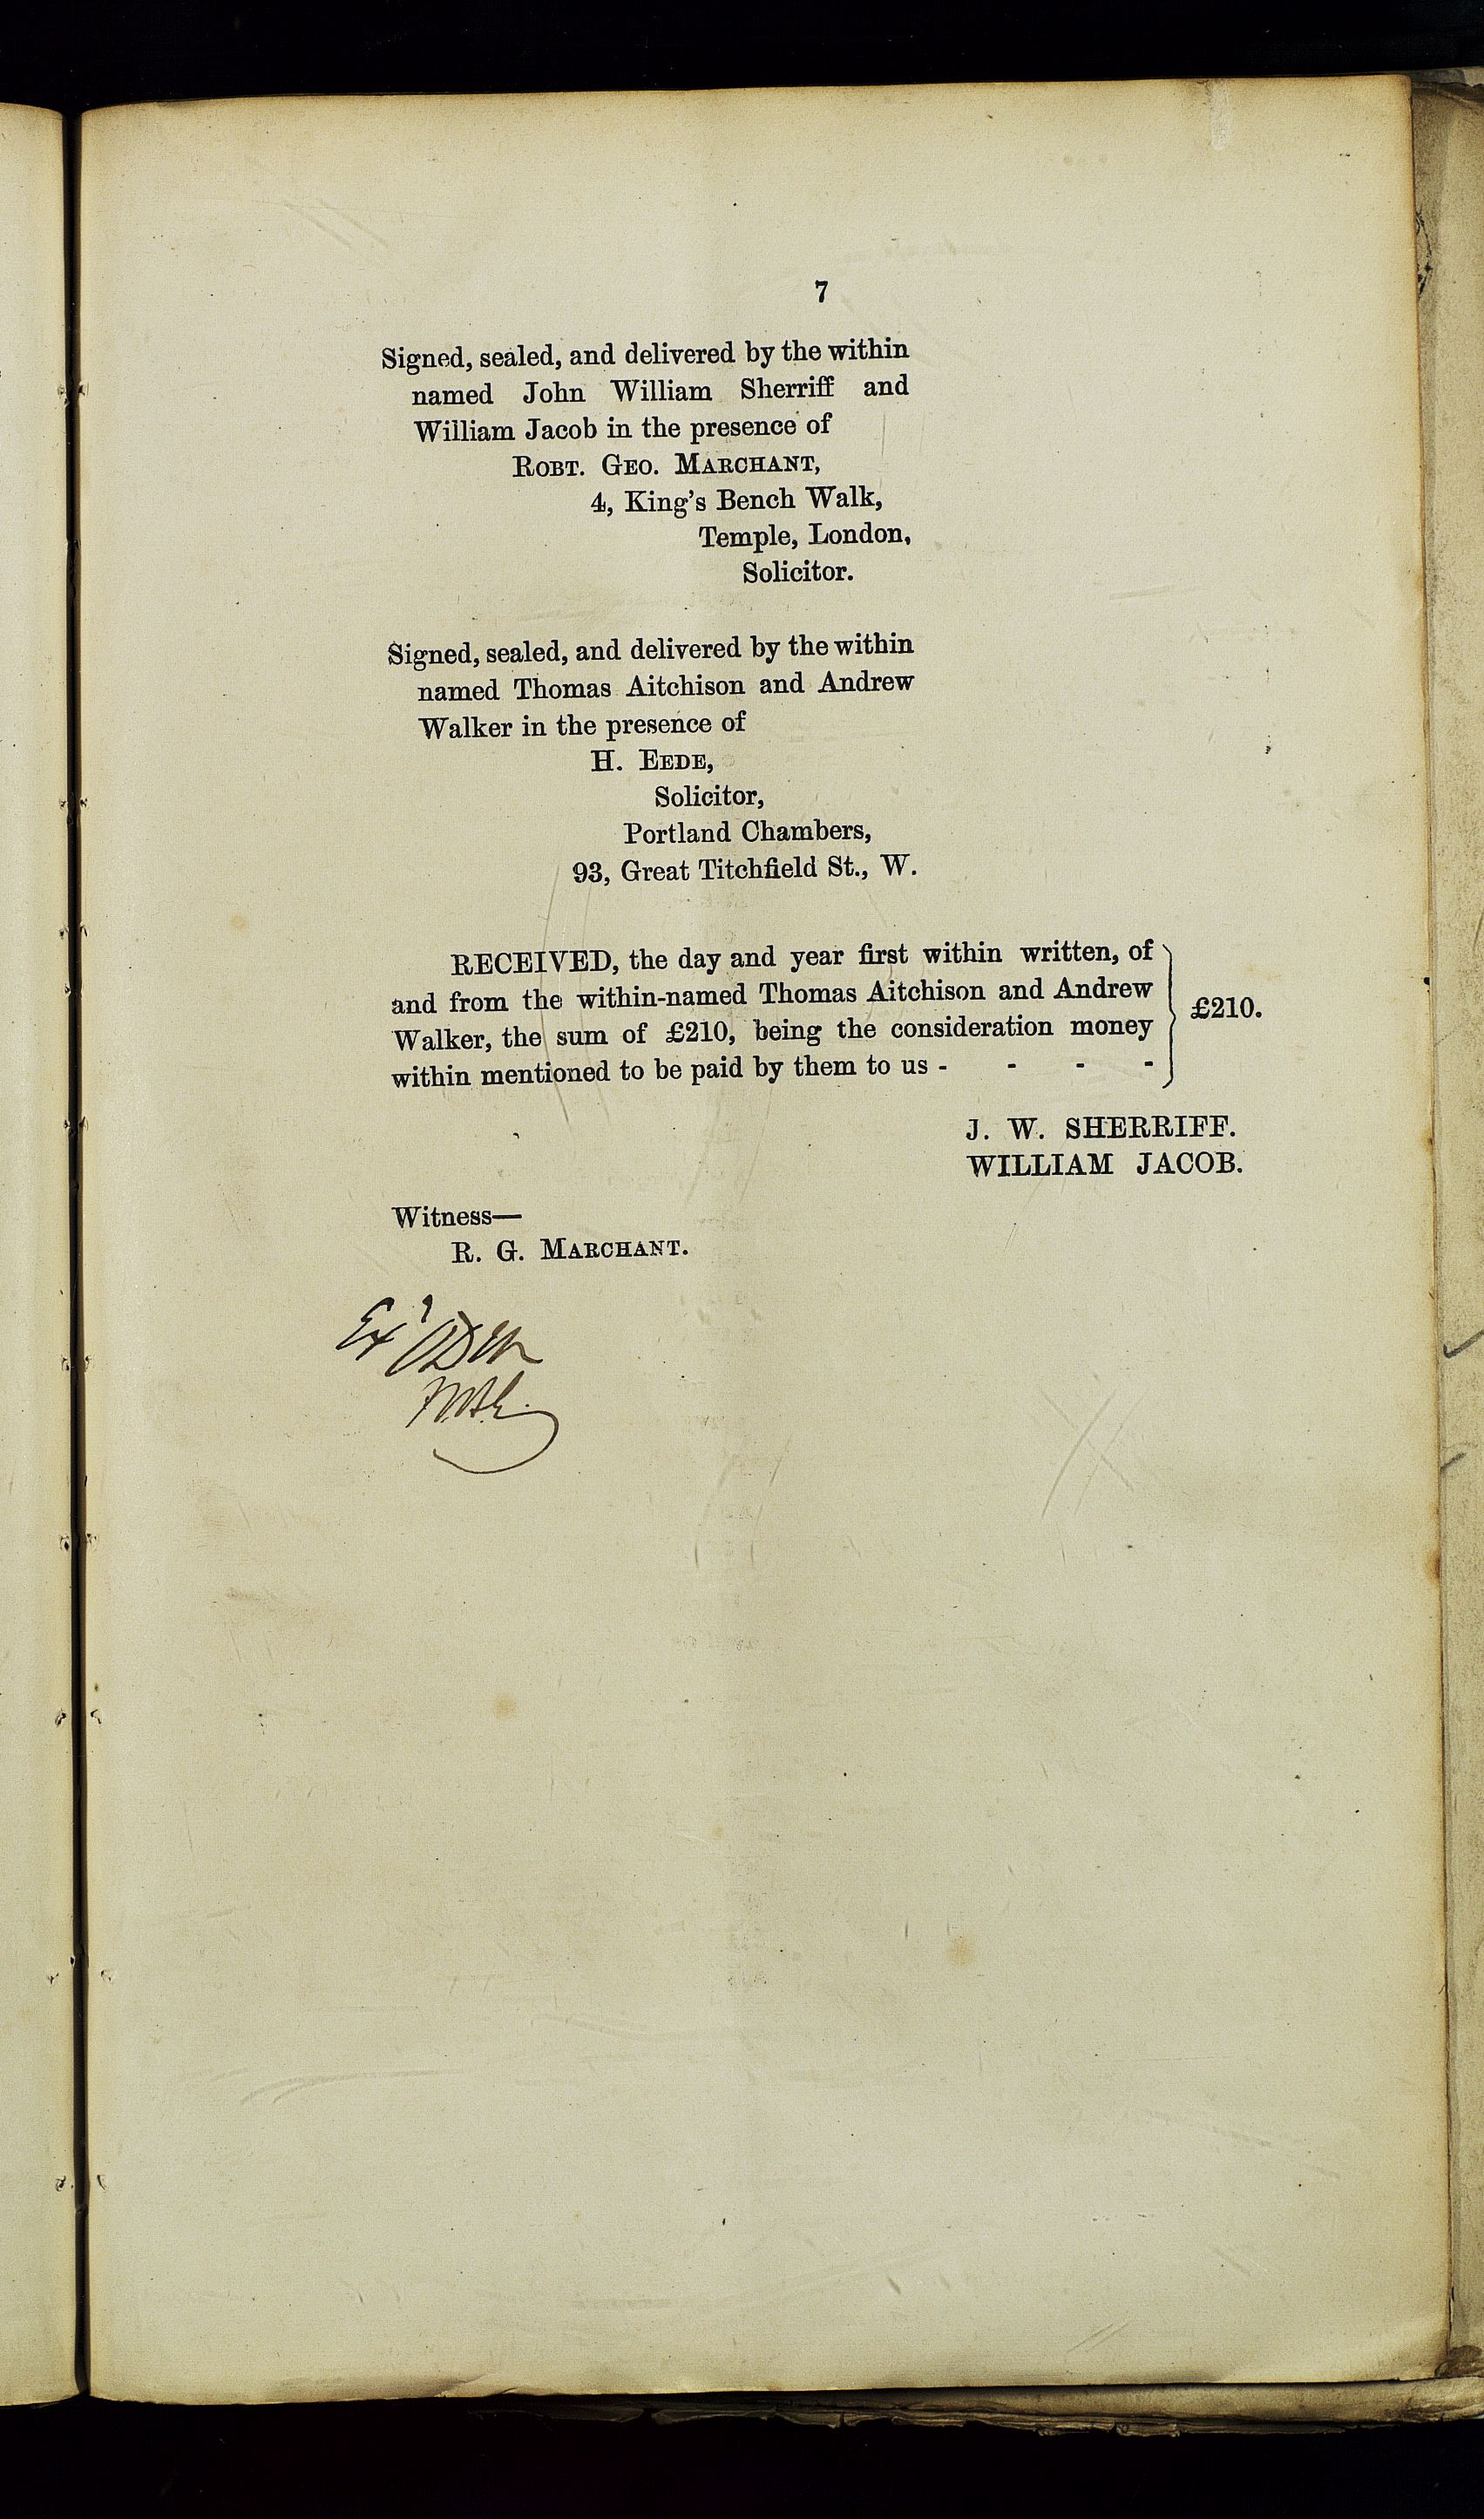 7
Signed, sealed, and delivered by the within
named John William Sherriff and
William Jacob in the presence of
ROBT. GEO. MARCHANT,
4, King's Bench Walk,
Temple, London,
Solicitor.
Signed, sealed, and delivered by the within
named Thomas Aitchison and Andrew
Walker in the presence of
H. EEDE,
Solicitor,
Portland Chambers,
93, Great Titchfield St., W.
RECEIVED, the day and year first within written, of
and from the within-named Thomas Aitchison and Andrew
Walker, the sum of £210, being the consideration money
within mentioned to be paid by them to us - - - -
£210.
J. W. SHERRIFF.
WILLIAM JACOB.
Witness—
R. G. MARCHANT.